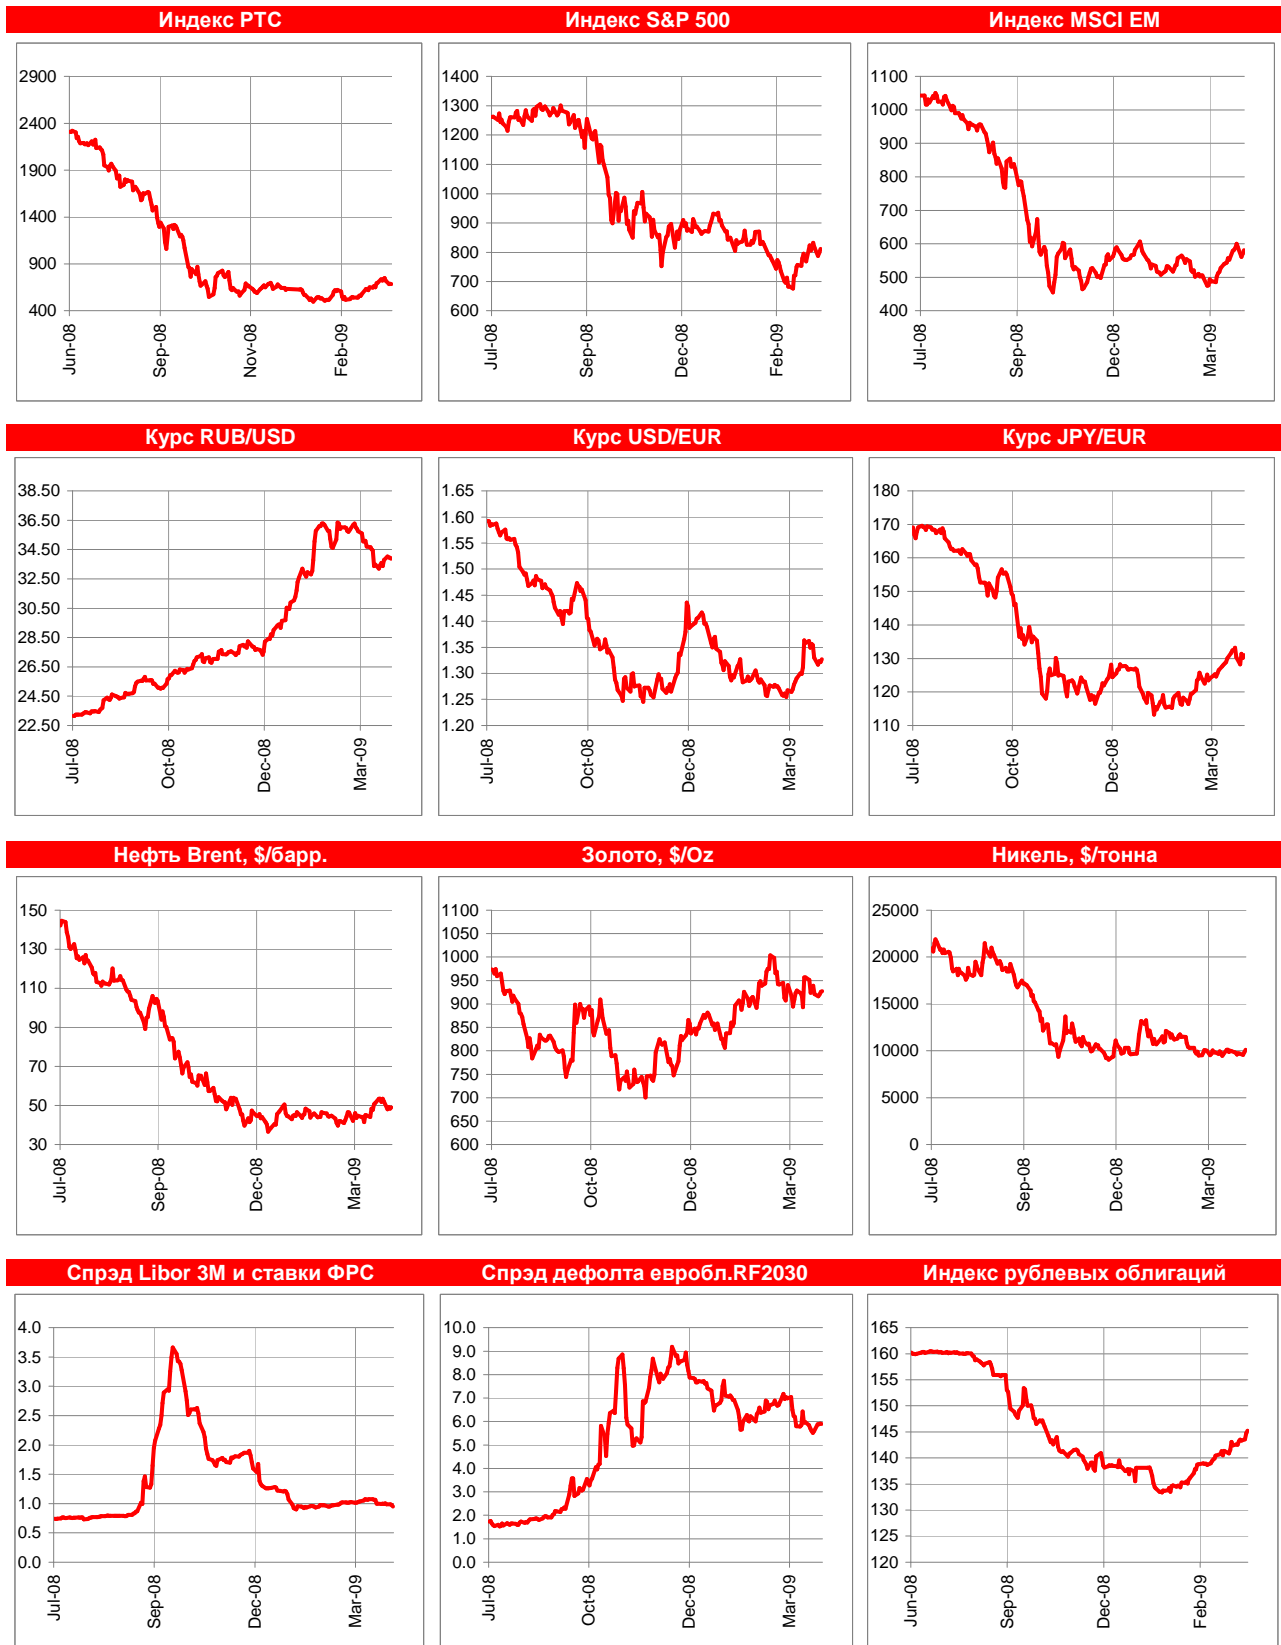 Индекс РТС
Индекс S&P 500
Индекс MSCI EM
2900
2400
1900
1400
900
400
Jun-08
Sep-08
Nov-08
Feb-09
1400
1300
1200
1100
1000
900
800
700
600
Jul-08
Sep-08
Dec-08
Feb-09
1100
1000
900
800
700
600
500
400
Jul-08
Sep-08
Dec-08
Mar-09
Курс RUB/USD
Курс USD/EUR
Курс JPY/EUR
38.50
36.50
34.50
32.50
30.50
28.50
26.50
24.50
22.50
Jul-08
Oct-08
Dec-08
Mar-09
1.65
1.60
1.55
1.50
1.45
1.40
1.35
1.30
1.25
1.20
Jul-08
Oct-08
Dec-08
Mar-09
180
170
160
150
140
130
120
110
Jul-08
Oct-08
Dec-08
Mar-09
Нефть Brent, $/барр.
Золото, $/Oz
Никель, $/тонна
150
130
110
90
70
50
30
Jul-08
Sep-08
Dec-08
Mar-09
1100
1050
1000
950
900
850
800
750
700
650
600
Jul-08
Oct-08
Dec-08
Mar-09
25000
20000
15000
10000
5000
0
Jul-08
Sep-08
Dec-08
Mar-09
Спрэд Libor 3M и ставки ФРС
Спрэд дефолта евробл.RF2030
Индекс рублевых облигаций
4.0
3.5
3.0
2.5
2.0
1.5
1.0
0.5
0.0
Jul-08
Sep-08
Dec-08
Mar-09
10.0
9.0
8.0
7.0
6.0
5.0
4.0
3.0
2.0
1.0
0.0
Jul-08
Oct-08
Dec-08
Mar-09
165
160
155
150
145
140
135
130
125
120
Jun-08
Sep-08
Dec-08
Feb-09